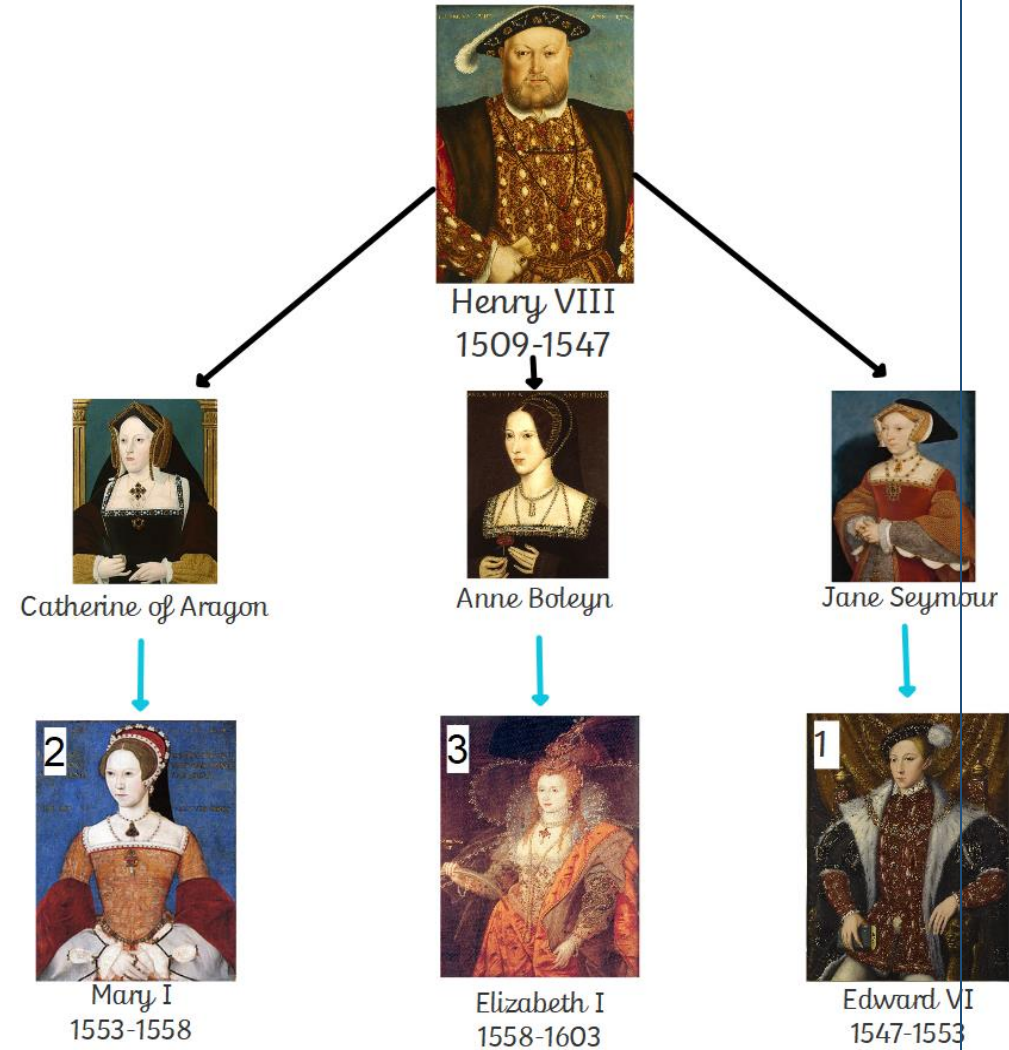 Henry VIII
1509-1547
Catherine of Aragon
Anne Boleyn
Jane Seymour
2
3
1
Mary I
1553-1558
Elizabeth I
1558-1603
Edward VI
1547-1553